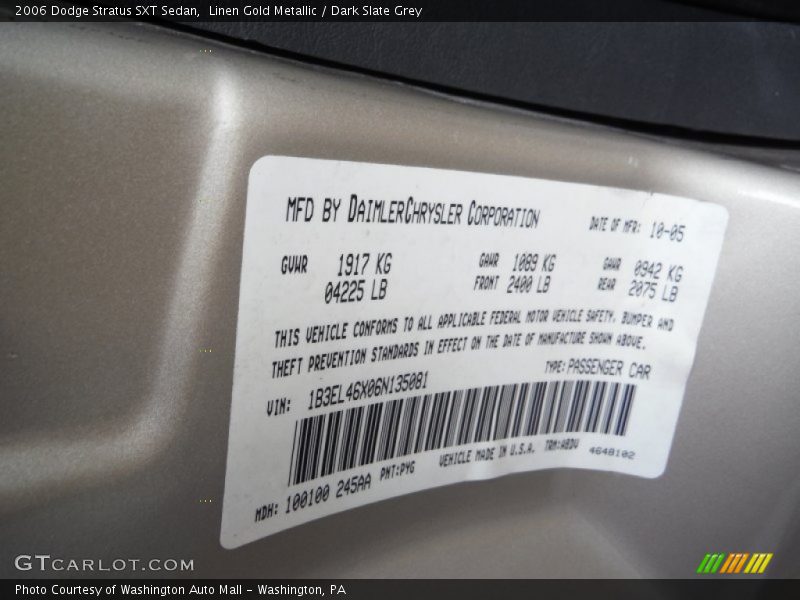 2006 Dodge Stratus SXT Sedan,  Linen Gold Metallic / Dark Slate Grey
MFD BY DAIMLERCHRYSLER CORPORATION
DATE OF MFR: 10-05
GVWR 1917 KG 04225 LB
GAWR FRONT 1089 KG 2400 LB
GAWR REAR 0942 KG 2075 LB
THIS VEHICLE CONFORMS TO ALL APPLICABLE FEDERAL MOTOR VEHICLE SAFETY, BUMPER AND
THEFT PREVENTION STANDARDS IN EFFECT ON THE DATE OF MANUFACTURE SHOWN ABOVE.
VIN: 1B3EL46X06N135081
TYPE: PASSENGER CAR
MDH: 100100 245AA PNT:PYG VEHICLE MADE IN U.S.A. TRM:ABDV 4648102
GTCARLOT.COM
Photo Courtesy of Washington Auto Mall - Washington, PA